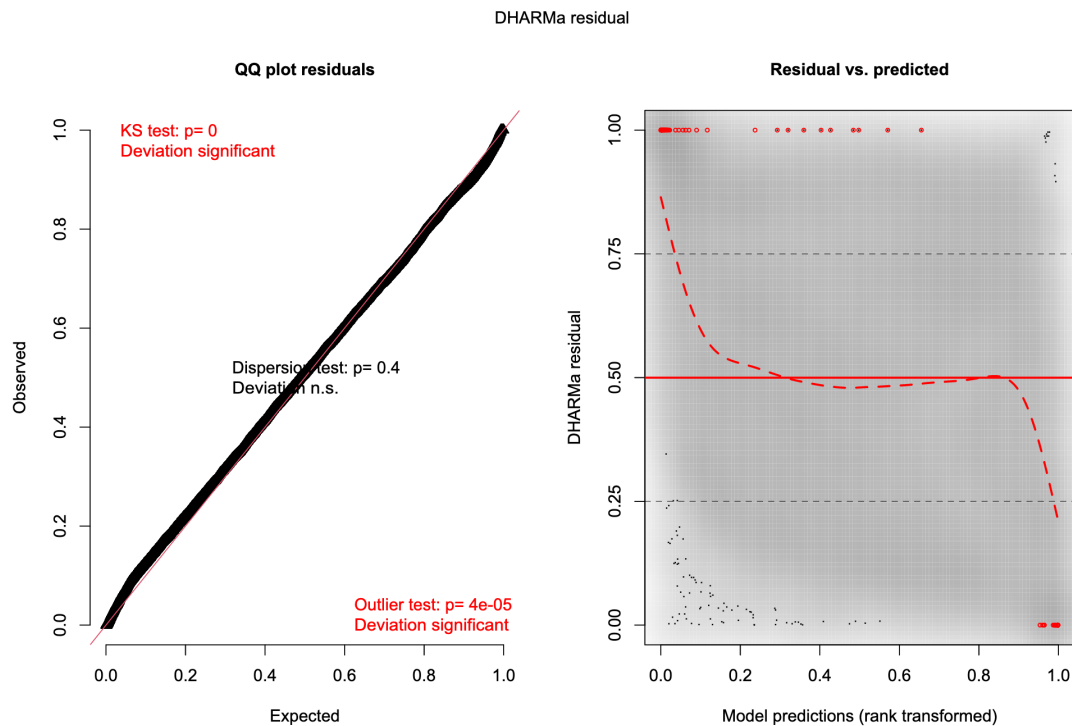 DHARMa residual
QQ plot residuals
KS test: p= 0
Deviation significant
Dispersion test: p= 0.4
Deviation n.s.
Outlier test: p= 4e-05
Deviation significant
Observed
0.0
0.2
0.4
0.6
0.8
1.0
0.0
0.2
0.4
0.6
0.8
1.0
Expected
Residual vs. predicted
DHARMa residual
0.00
0.25
0.50
0.75
1.00
0.0
0.2
0.4
0.6
0.8
1.0
Model predictions (rank transformed)